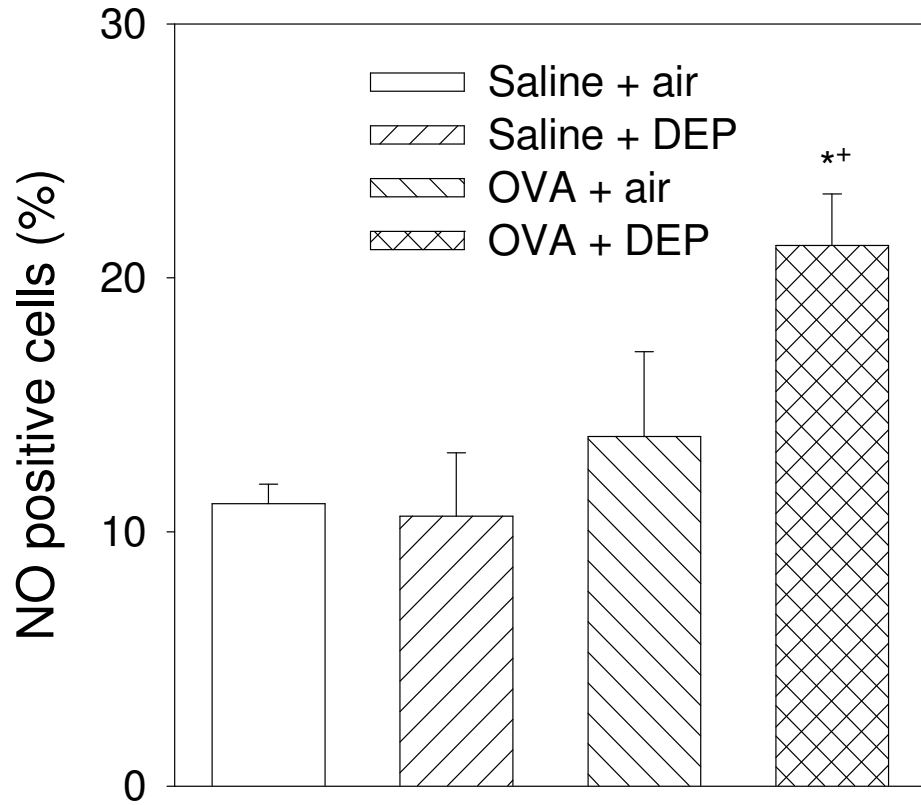 30
20
10
0
NO positive cells (%)
Saline + air
Saline + DEP
OVA + air
OVA + DEP
*+